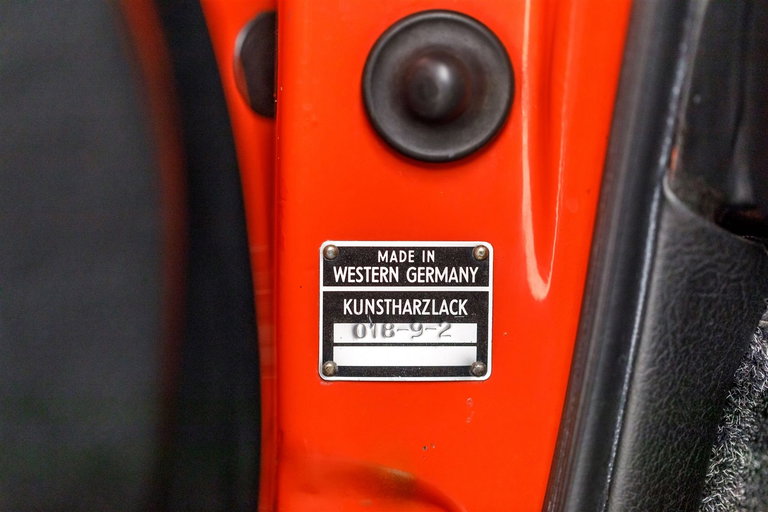 MADE IN
WESTERN GERMANY
KUNSTHARZLACK
018-9-2